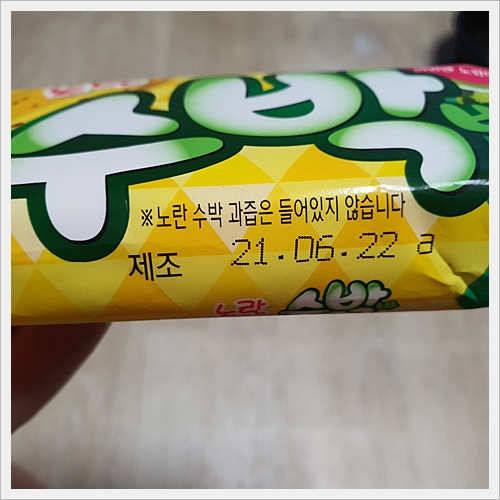 수박
※노란 수박 과즙은 들어있지 않습니다
제조 21.06.22 a
노란 수박